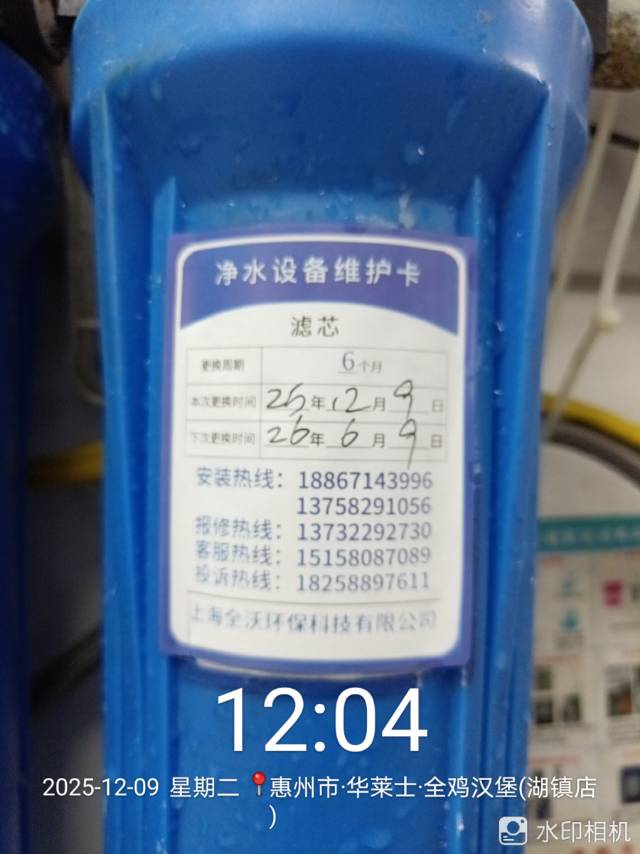 净水设备维护卡
滤芯
更换周期 6个月
本次更换时间 25年12月9日
下次更换时间 26年6月9日
安装热线：18867143996
13758291056
报修热线：13732292730
客服热线：15158087089
投诉热线：18258897611
上海全沃环保科技有限公司
12:04
2025-12-09 星期二 惠州市·华莱士·全鸡汉堡(湖镇店
)
水印相机